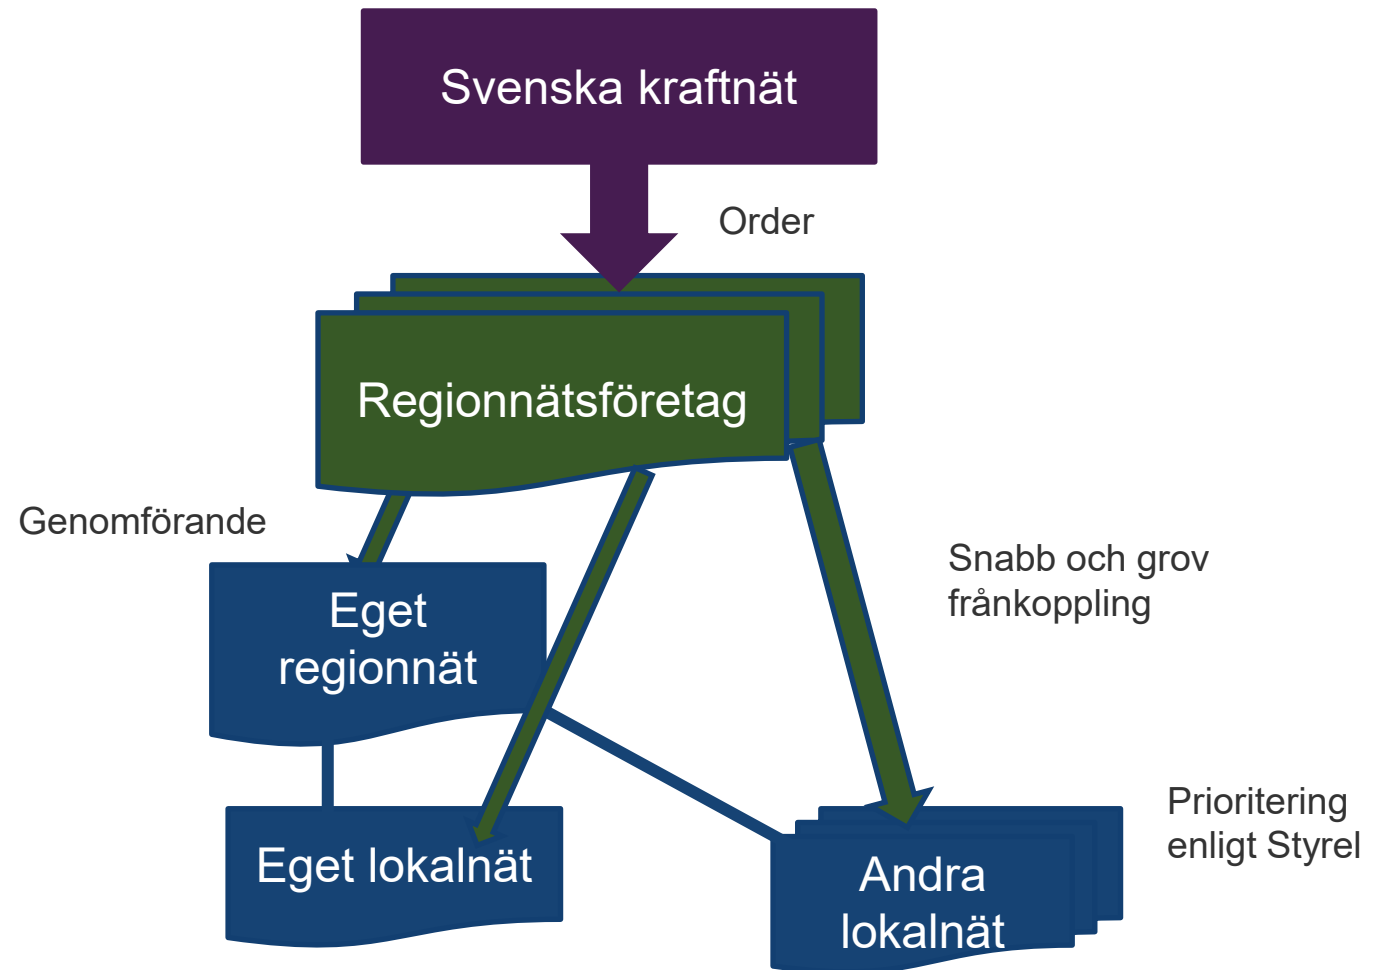 Svenska kraftnät
Order
Regionnätsföretag
Genomförande
Snabb och grov
frånkoppling
Eget
regionnät
Prioritering
enligt Styrel
Eget lokalnät
Andra
lokalnät